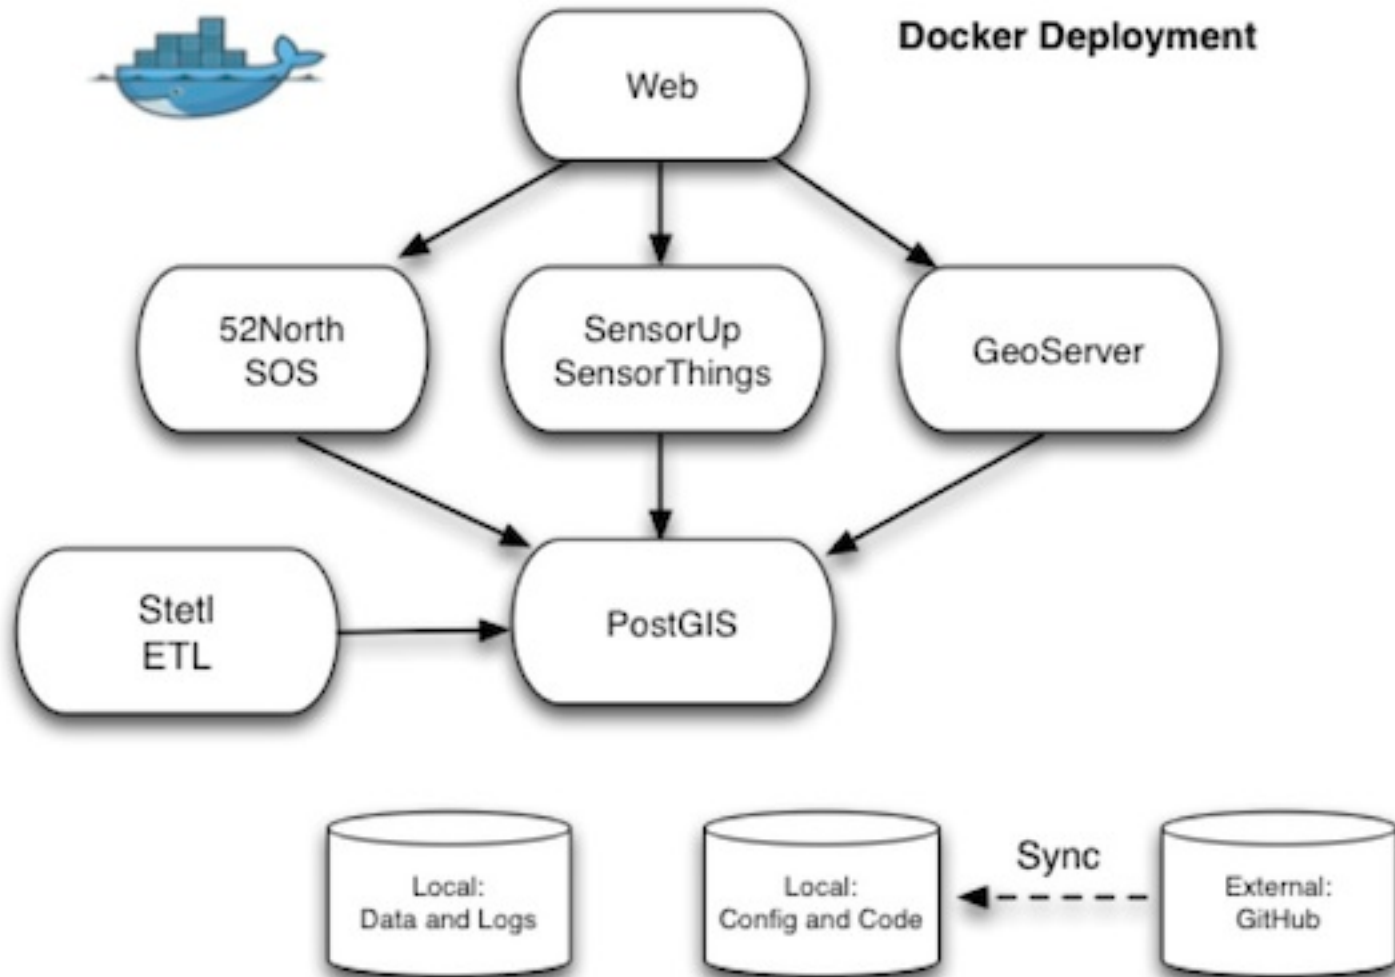 Docker Deployment
Web
52North
SOS
SensorUp
SensorThings
GeoServer
Stetl
ETL
PostGIS
Local:
Data and Logs
Local:
Config and Code
Sync
External:
GitHub